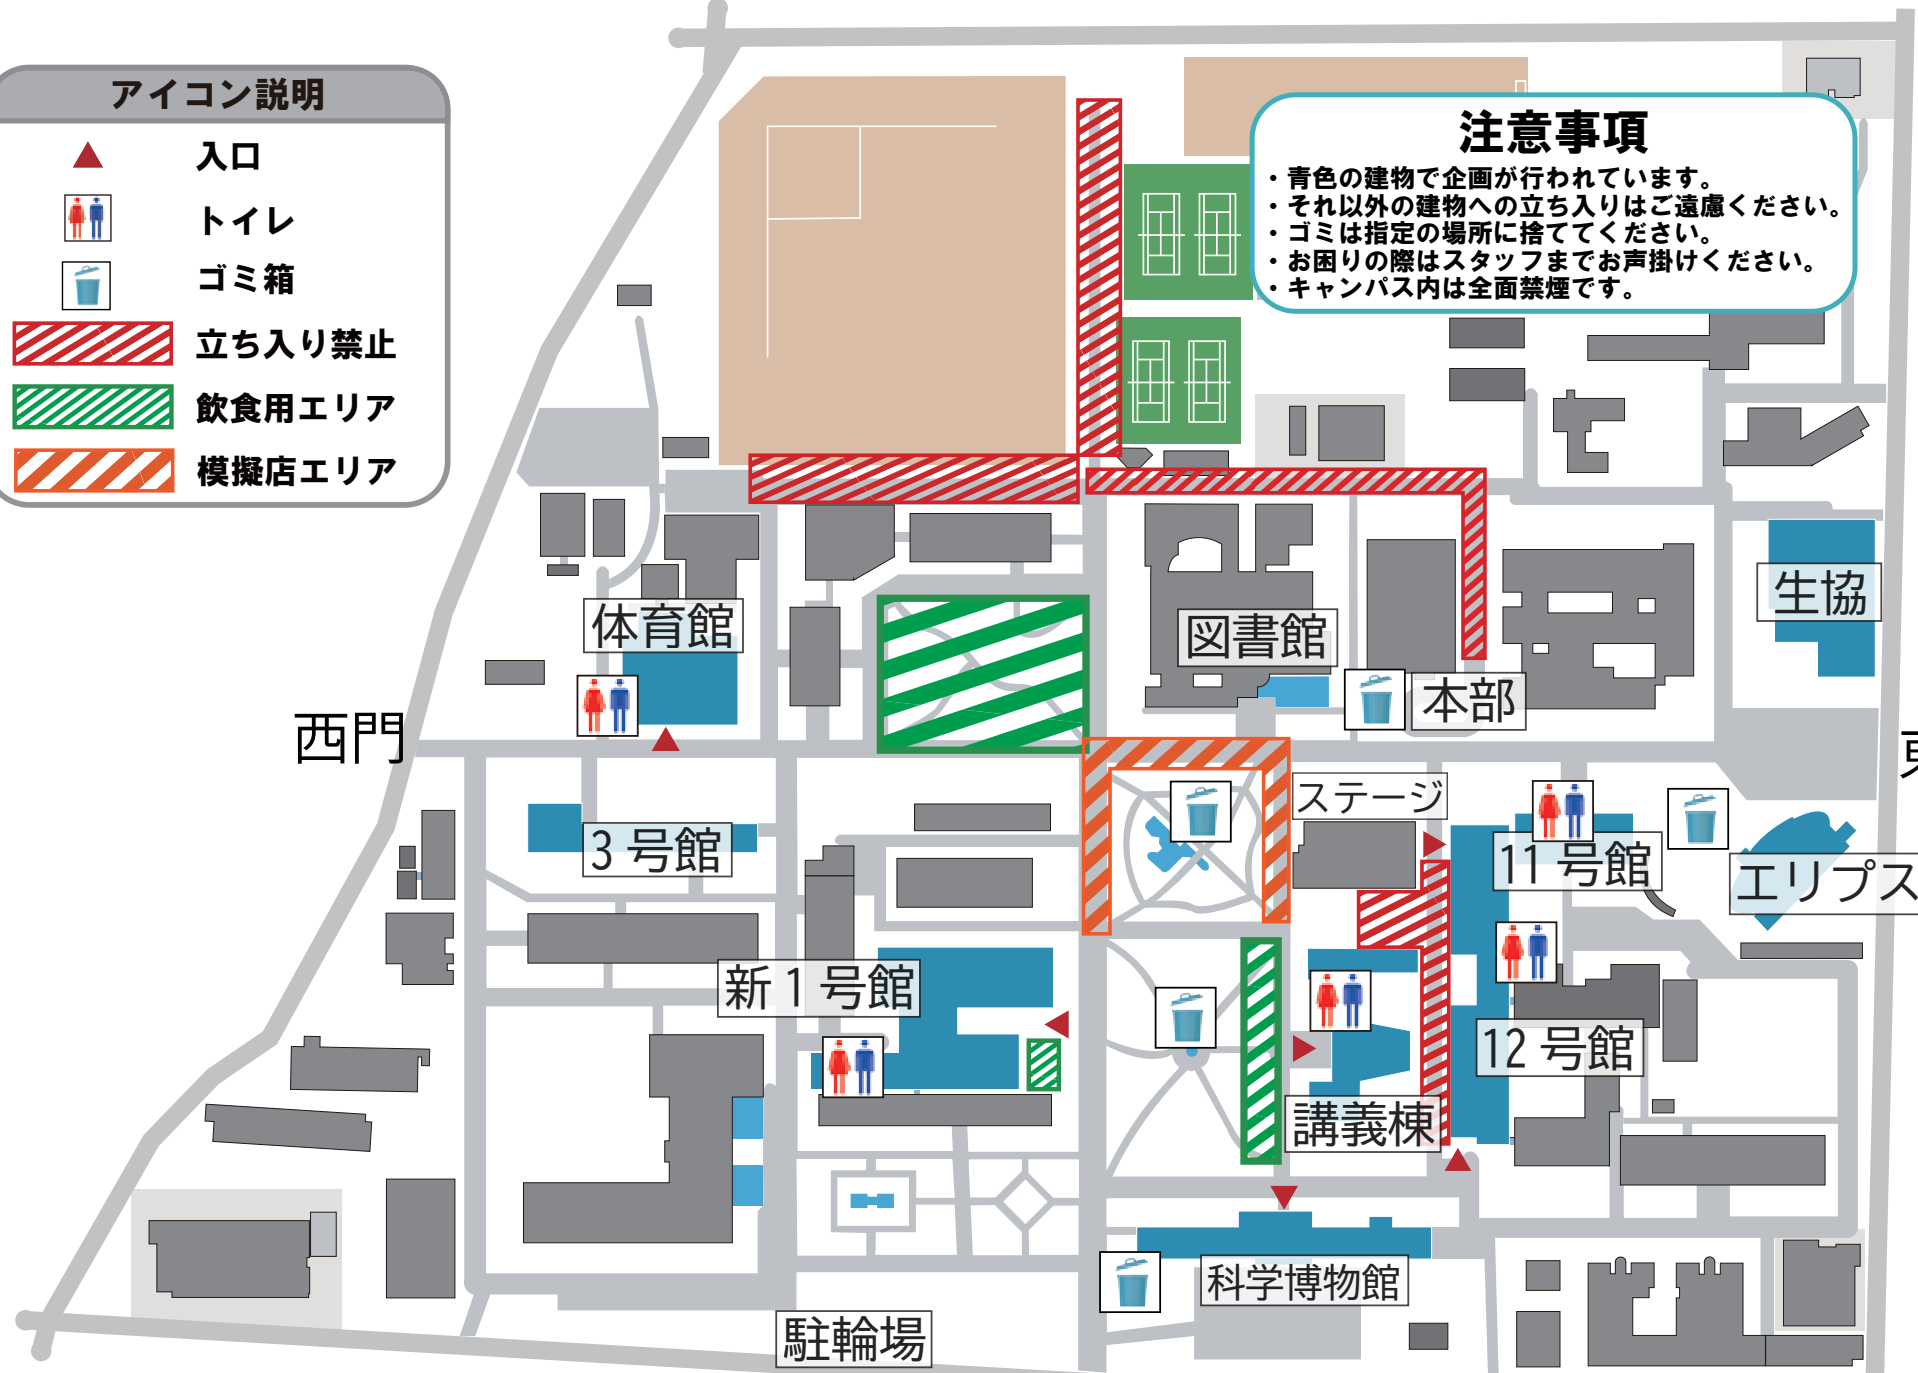 アイコン説明
入口
トイレ
ゴミ箱
立ち入り禁止
飲食用エリア
模擬店エリア
注意事項
・青色の建物で企画が行われています。
・それ以外の建物への立ち入りはご遠慮ください。
・ゴミは指定の場所に捨ててください。
・お困りの際はスタッフまでお声掛けください。
・キャンパス内は全面禁煙です。
体育館
図書館
生協
本部
西門
ステージ
3 号館
11 号館
エリプス
新 1 号館
12 号館
講義棟
科学博物館
駐輪場